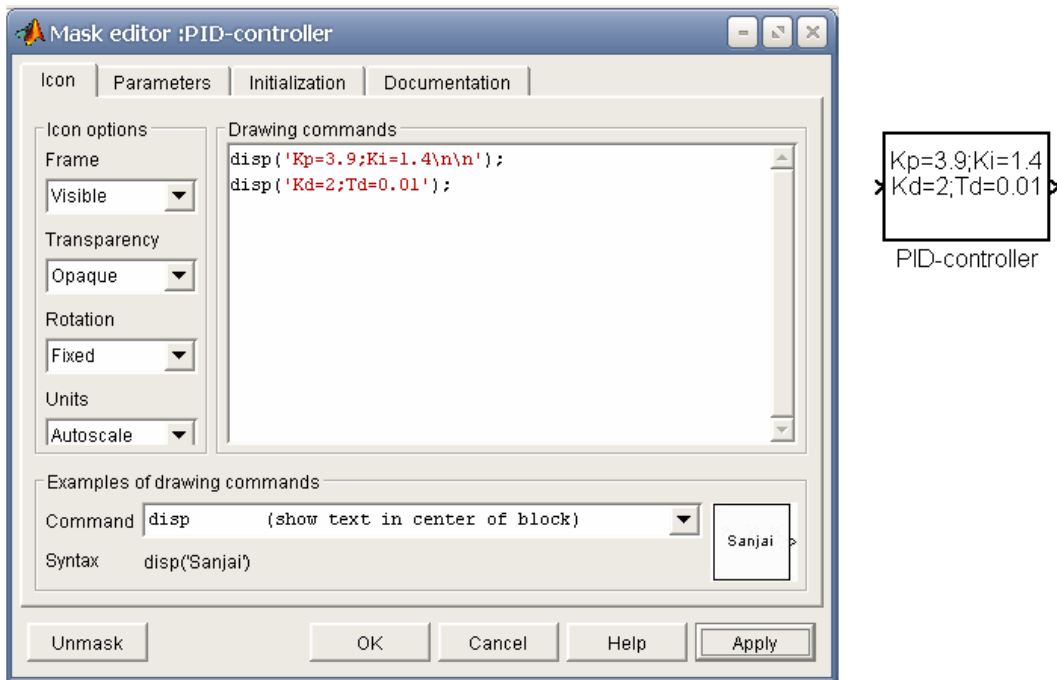 Mask editor :PID-controller
Icon Parameters Initialization Documentation
Icon options
Frame
Visible
Transparency
Opaque
Rotation
Fixed
Units
Autoscale
Drawing commands
disp('Kp=3.9;Ki=1.4\n\n');
disp('Kd=2;Td=0.01');
Examples of drawing commands
Command disp (show text in center of block)
Syntax disp('Sanjai')
Sanjai
Unmask OK Cancel Help Apply
Kp=3.9;Ki=1.4
Kd=2;Td=0.01
PID-controller